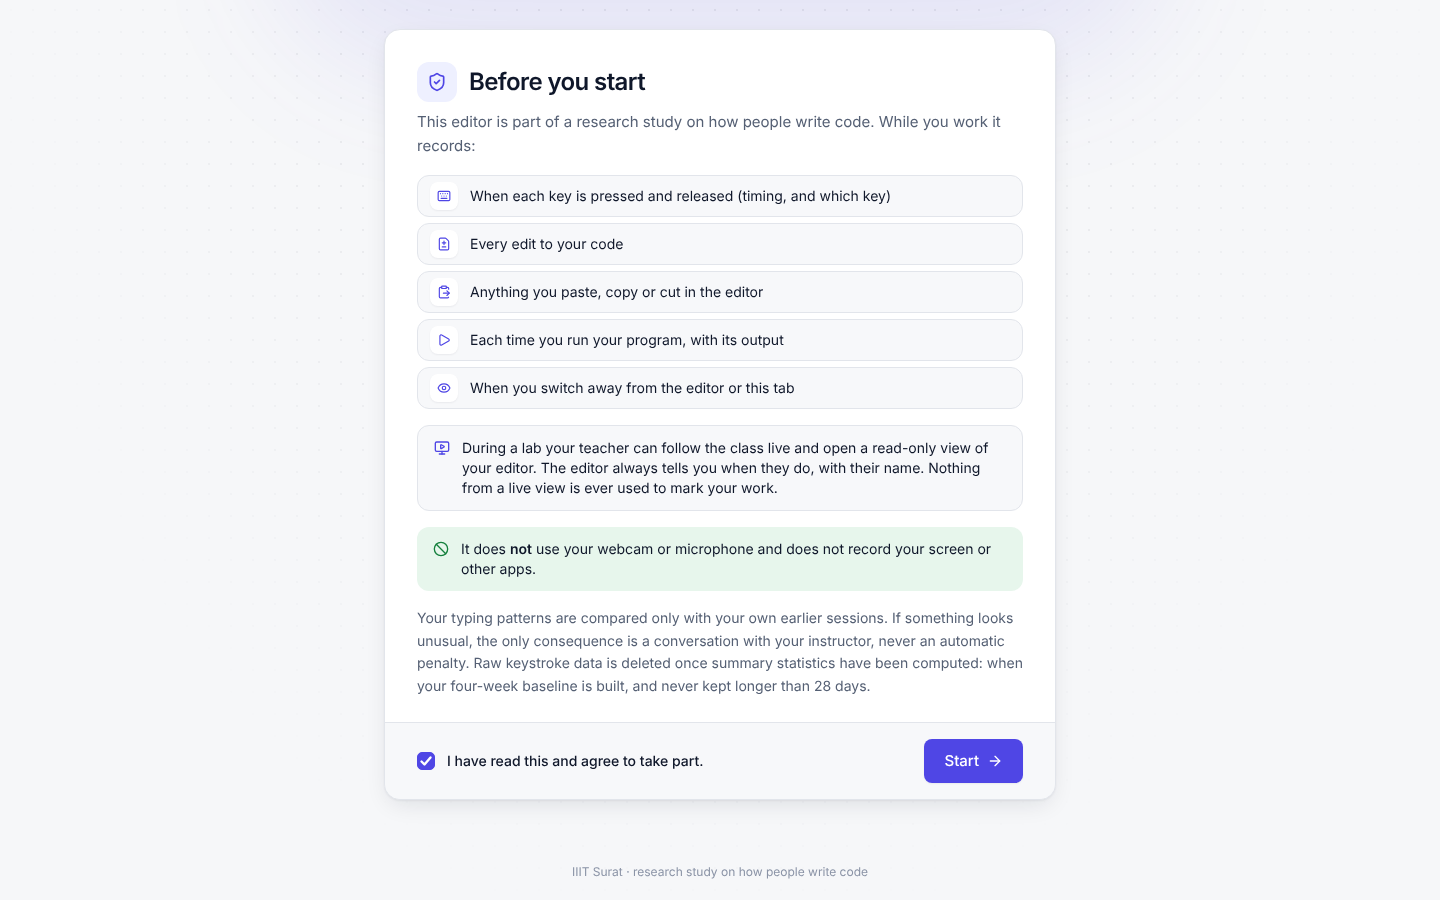 Before you start
This editor is part of a research study on how people write code. While you work it
records:
When each key is pressed and released (timing, and which key)
Every edit to your code
Anything you paste, copy or cut in the editor
Each time you run your program, with its output
When you switch away from the editor or this tab
During a lab your teacher can follow the class live and open a read-only view of
your editor. The editor always tells you when they do, with their name. Nothing
from a live view is ever used to mark your work.
It does not use your webcam or microphone and does not record your screen or
other apps.
Your typing patterns are compared only with your own earlier sessions. If something looks
unusual, the only consequence is a conversation with your instructor, never an automatic
penalty. Raw keystroke data is deleted once summary statistics have been computed: when
your four-week baseline is built, and never kept longer than 28 days.
I have read this and agree to take part.
Start
IIIT Surat · research study on how people write code